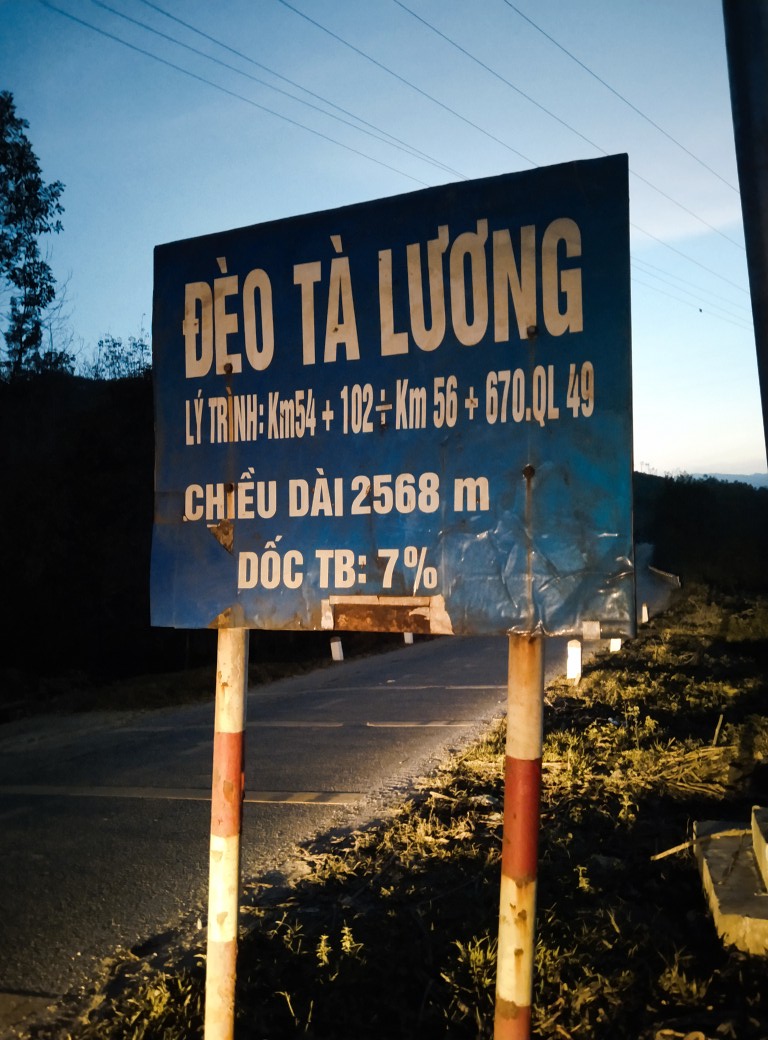 ĐÈO TÀ LƯƠNG
LÝ TRÌNH: Km54 + 102 ÷ Km 56 + 670.QL 49
CHIỀU DÀI 2568 m
DỐC TB: 7%